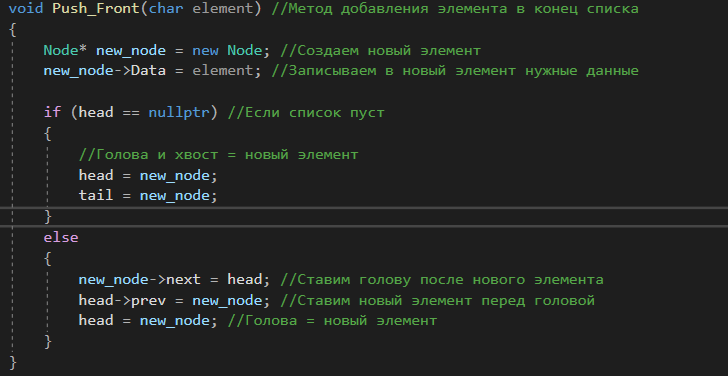 void Push_Front(char element) //Метод добавления элемента в конец списка
{
Node* new_node = new Node; //Создаем новый элемент
new_node->Data = element; //Записываем в новый элемент нужные данные
if (head == nullptr) //Если список пуст
{
//Голова и хвост = новый элемент
head = new_node;
tail = new_node;
}
else
{
new_node->next = head; //Ставим голову после нового элемента
head->prev = new_node; //Ставим новый элемент перед головой
head = new_node; //Голова = новый элемент
}
}